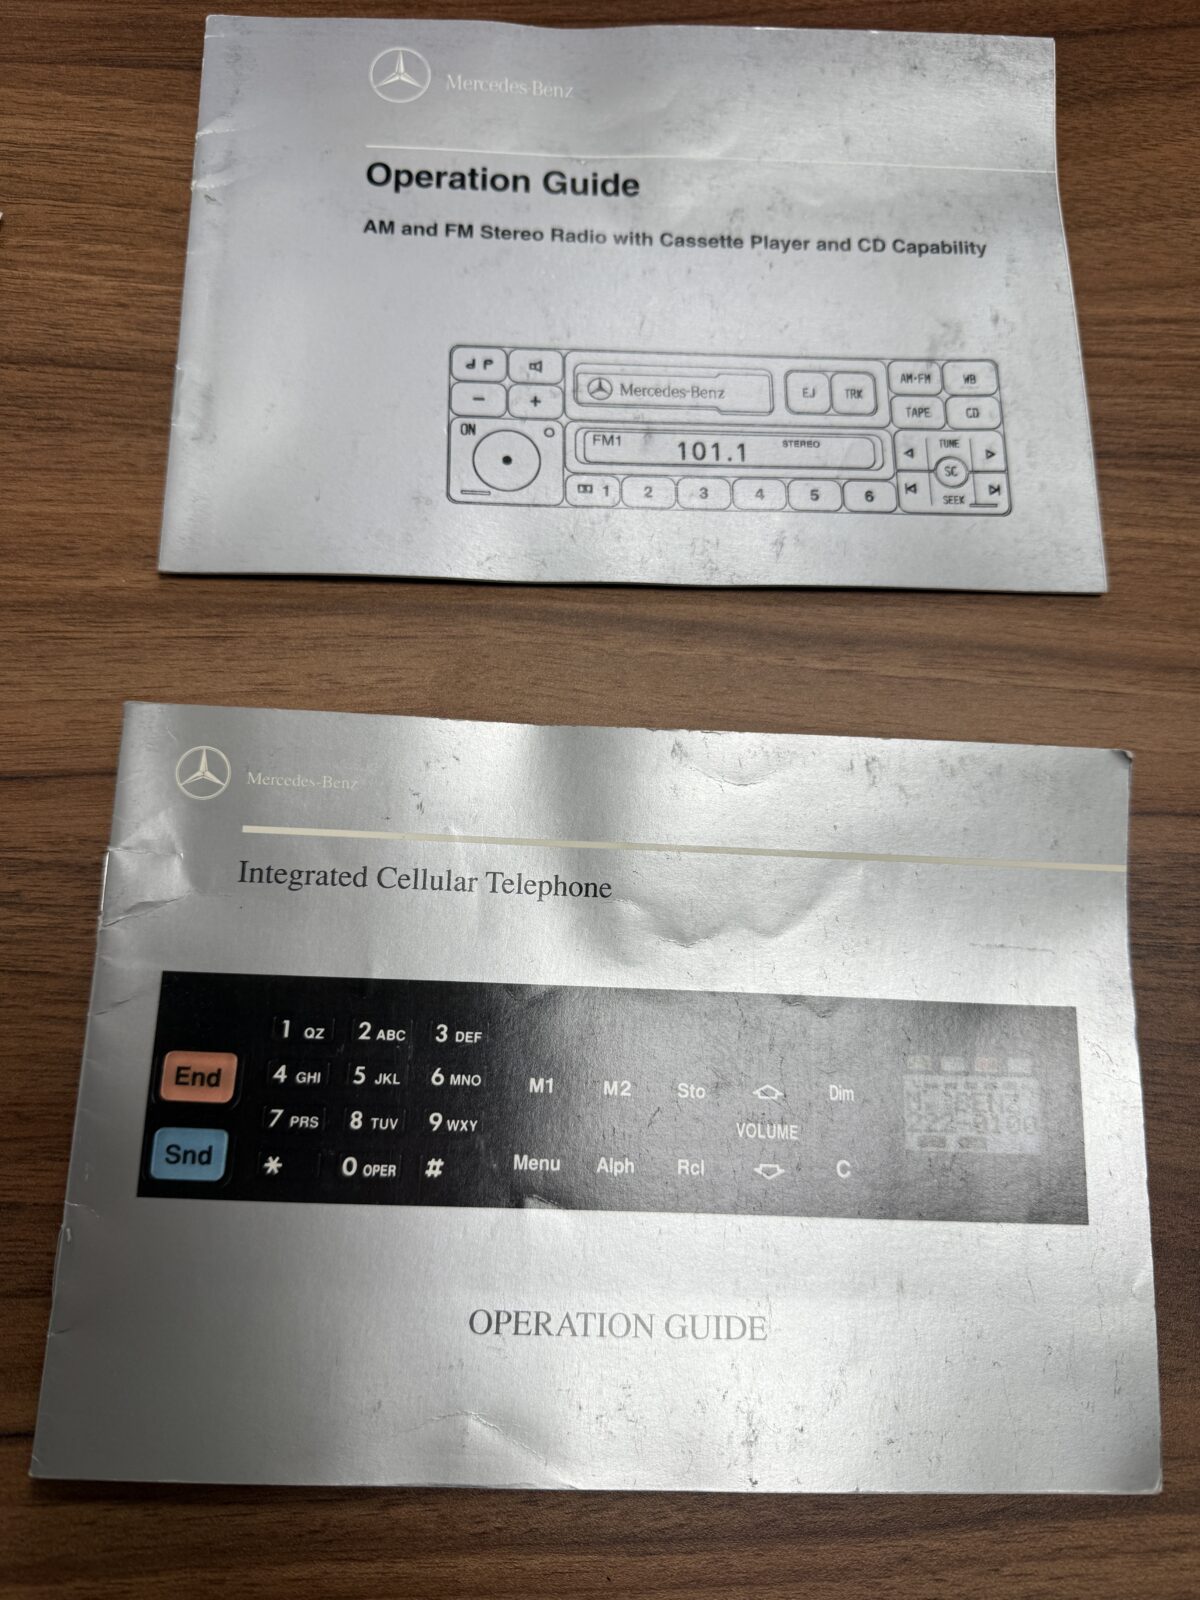 Mercedes-Benz
Operation Guide
AM and FM Stereo Radio with Cassette Player and CD Capability
Mercedes-Benz
EJ TRK
AM·FM WB
TAPE CD
- +
ON
FM1 101.1 STEREO
TUNE
SC
SEEK
1 2 3 4 5 6
Mercedes-Benz
Integrated Cellular Telephone
End
Snd
1 QZ 2 ABC 3 DEF
4 GHI 5 JKL 6 MNO
7 PRS 8 TUV 9 WXY
* 0 OPER #
M1 M2 Sto Dim
VOLUME
Menu Alph Rcl C
222-0100
OPERATION GUIDE